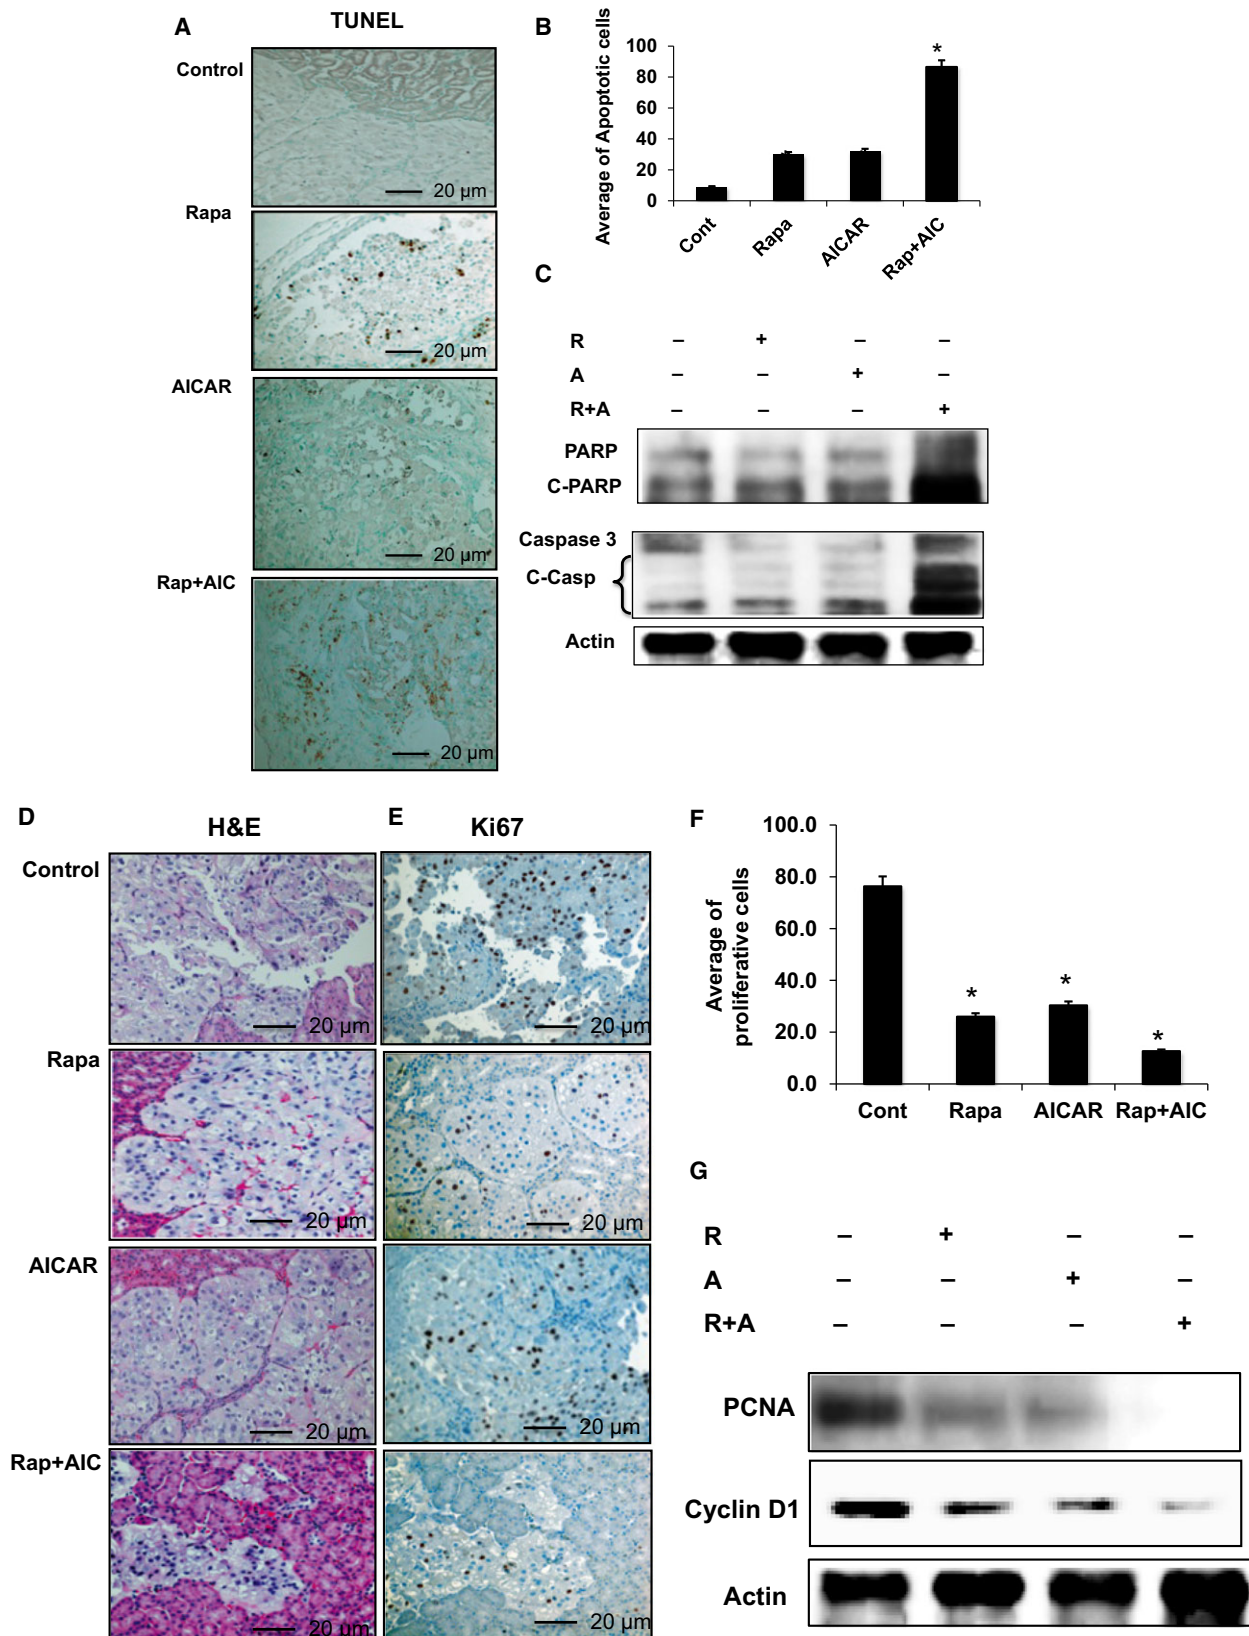 A
TUNEL
Control
20 µm
Rapa
20 µm
AICAR
20 µm
Rap+AIC
20 µm
B
Average of Apoptotic cells
100
80
60
40
20
0
*
Cont
Rapa
AICAR
Rap+AIC
C
R – + – –
A – – + –
R+A – – – +
PARP
C-PARP
Caspase 3
C-Casp
Actin
D
H&E
Control
20 µm
Rapa
20 µm
AICAR
20 µm
Rap+AIC
20 µm
E
Ki67
20 µm
20 µm
20 µm
20 µm
F
Average of
proliferative cells
100.0
80.0
60.0
40.0
20.0
0.0
*
*
*
Cont Rapa AICAR Rap+AIC
G
R – + – –
A – – + –
R+A – – – +
PCNA
Cyclin D1
Actin